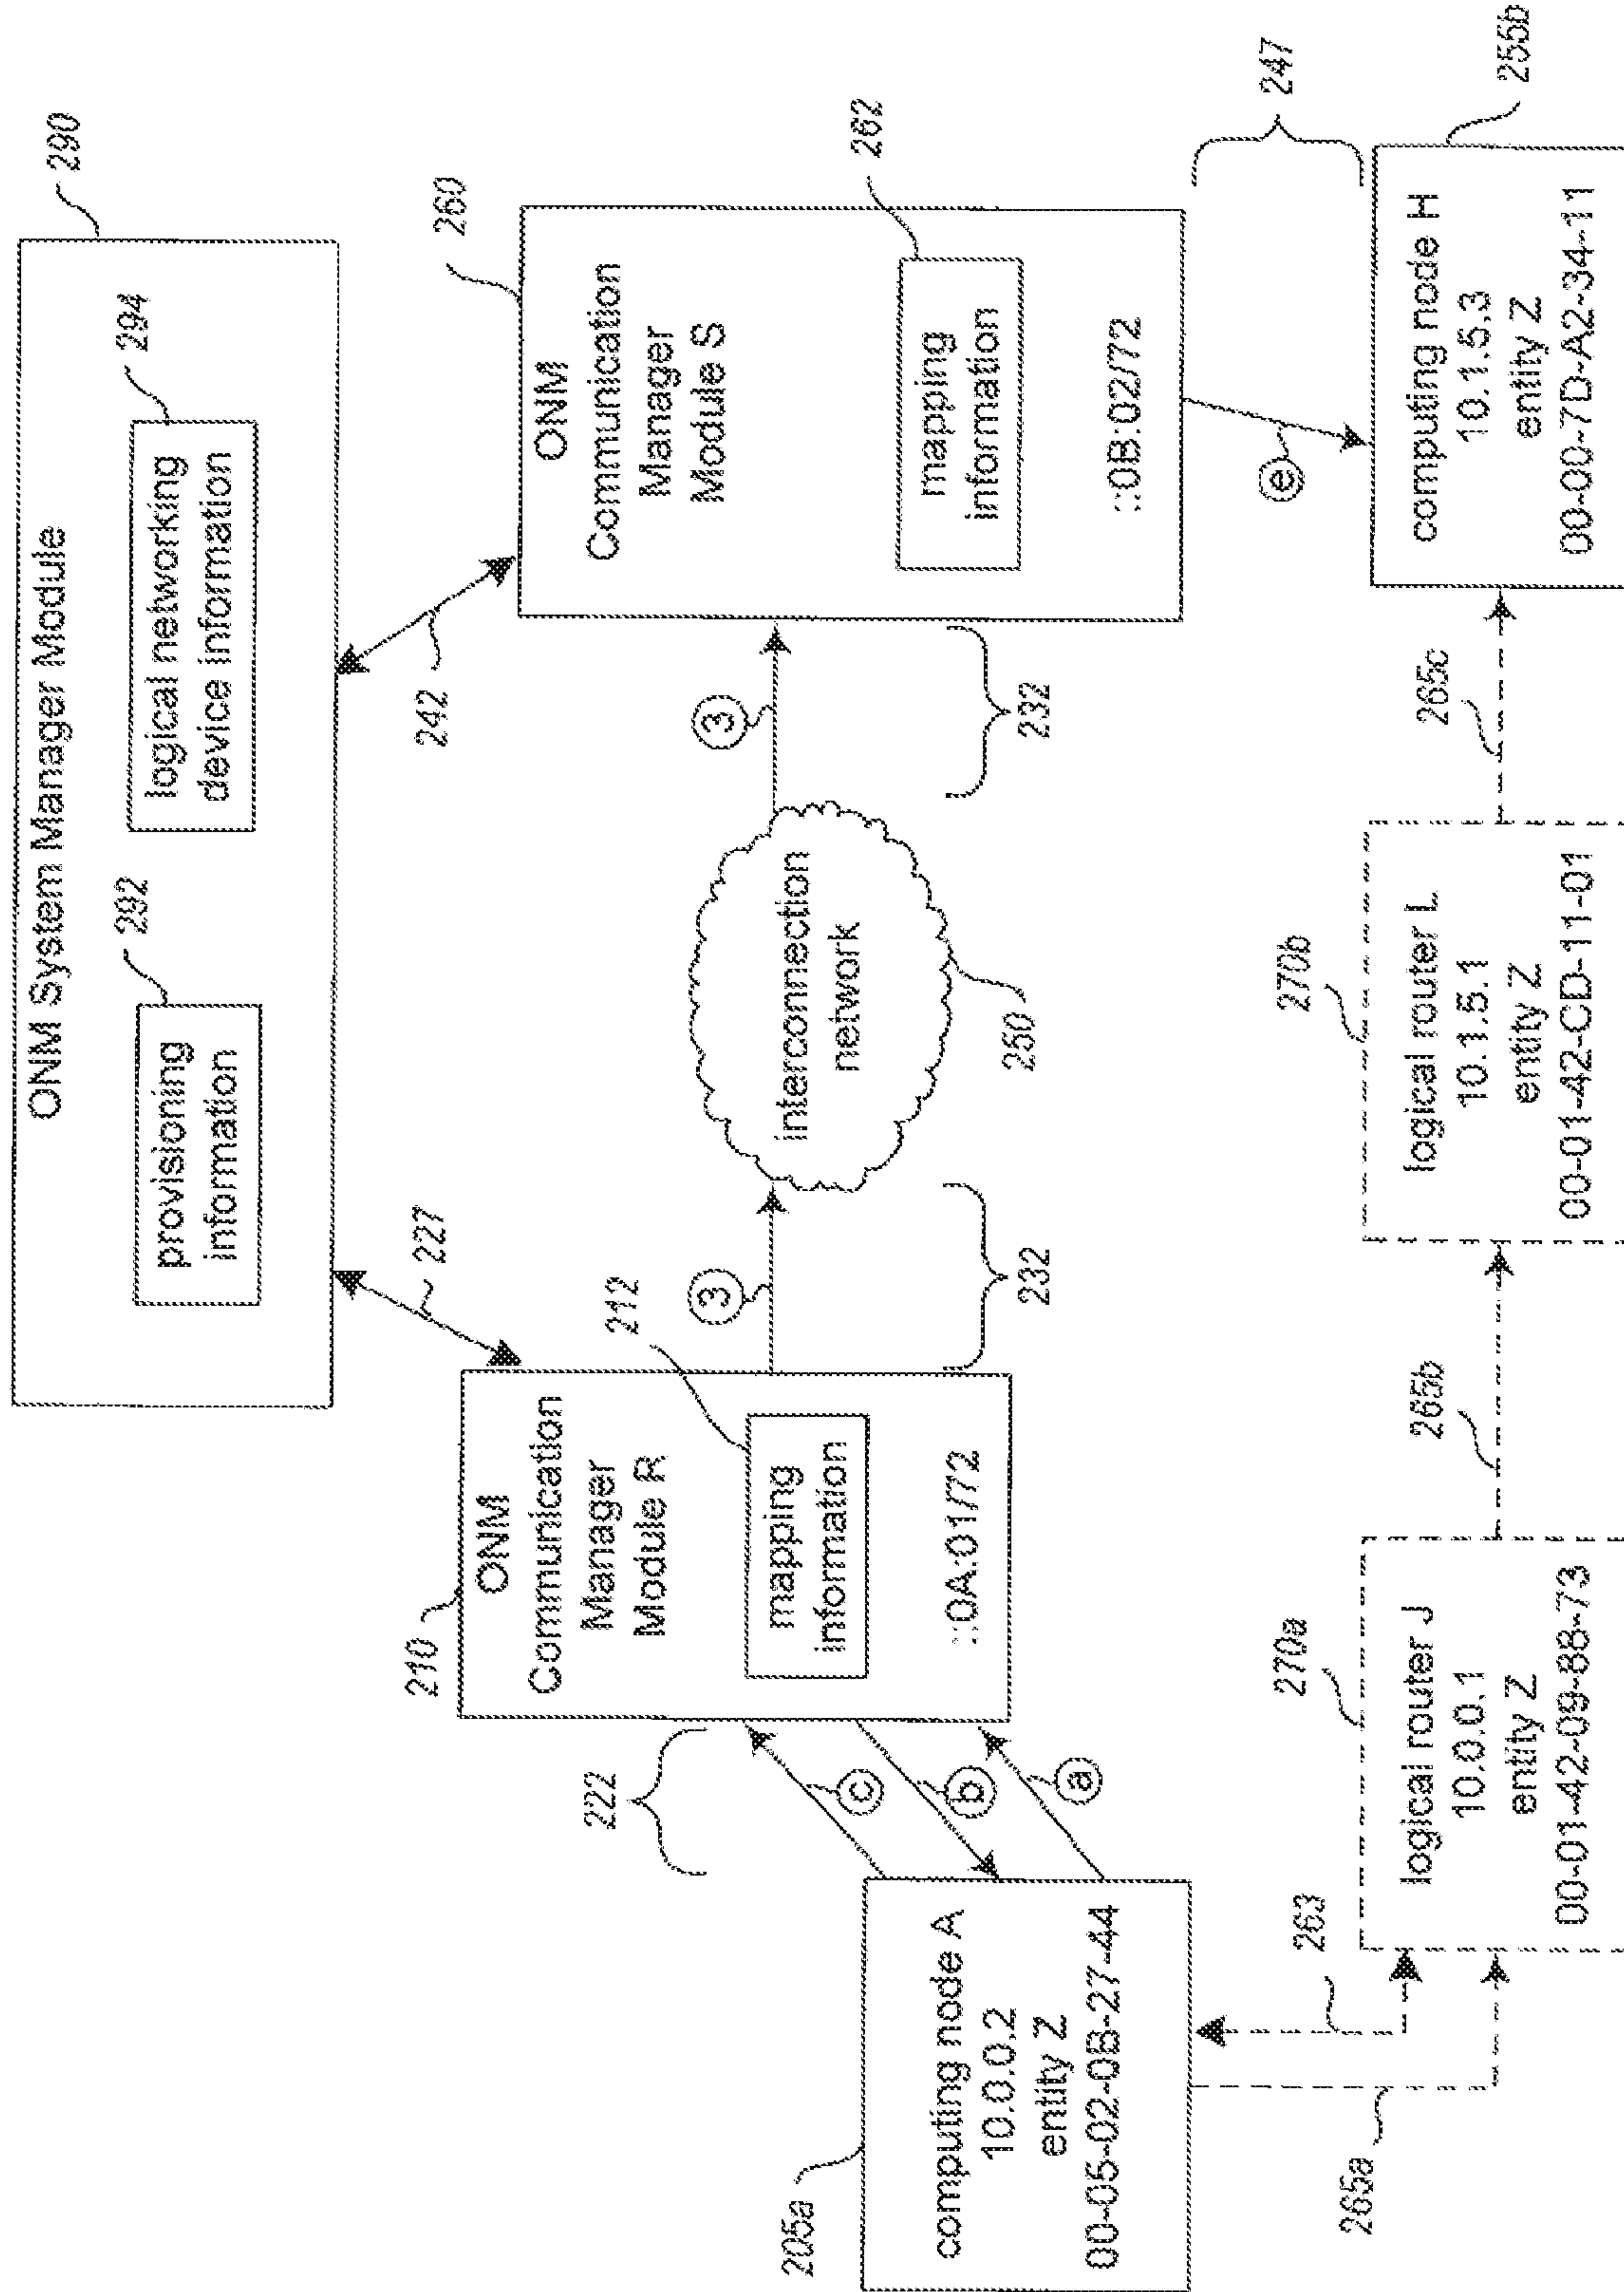 ONM System Manager Module
290
provisioning
information
292
logical networking
device information
294
227
242
210
ONM
Communication
Manager
Module R
212
mapping
information
::0A:01/72
3
232
interconnection
network
250
3
232
260
ONM
Communication
Manager
Module S
262
mapping
information
::0B:02/72
222
c
b
a
e
247
205a
computing node A
10.0.0.2
entity Z
00-05-02-0B-27-44
263
265a
270a
logical router J
10.0.0.1
entity Z
00-01-42-09-88-73
265b
270b
logical router L
10.1.5.1
entity Z
00-01-42-CD-11-01
265c
computing node H
10.1.5.3
entity Z
00-00-7D-A2-34-11
255b